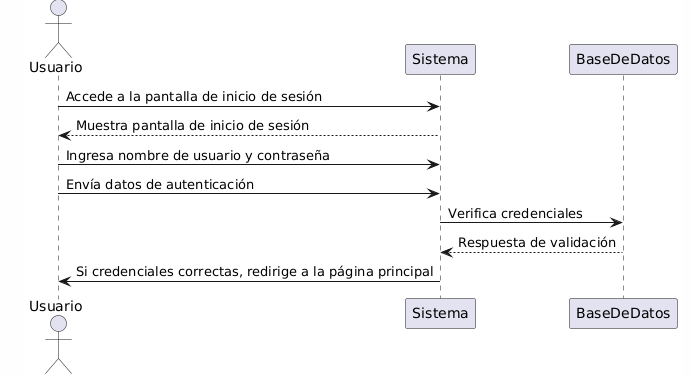 Usuario
Sistema
BaseDeDatos
Accede a la pantalla de inicio de sesión
Muestra pantalla de inicio de sesión
Ingresa nombre de usuario y contraseña
Envía datos de autenticación
Verifica credenciales
Respuesta de validación
Si credenciales correctas, redirige a la página principal
Usuario
Sistema
BaseDeDatos